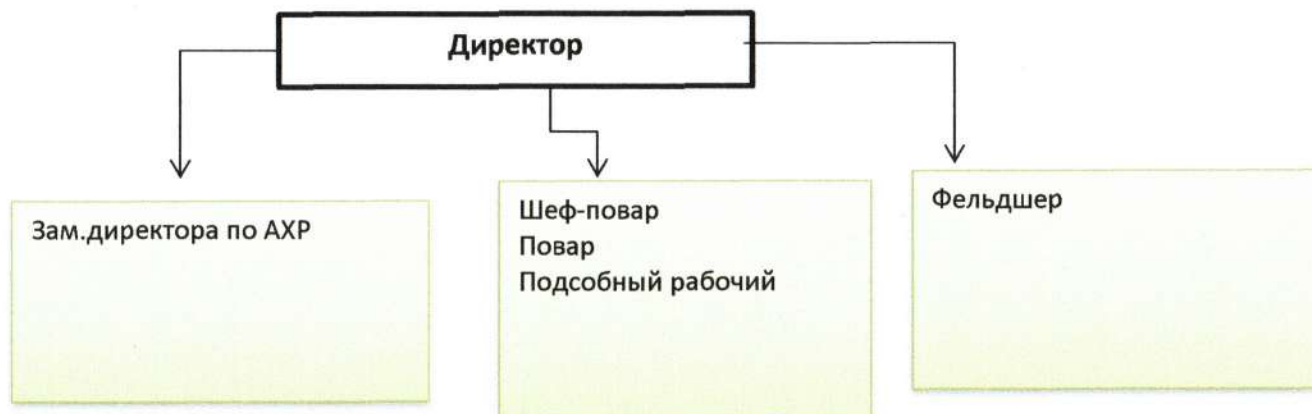 Директор
Зам.директора по АХР
Шеф-повар
Повар
Подсобный рабочий
Фельдшер